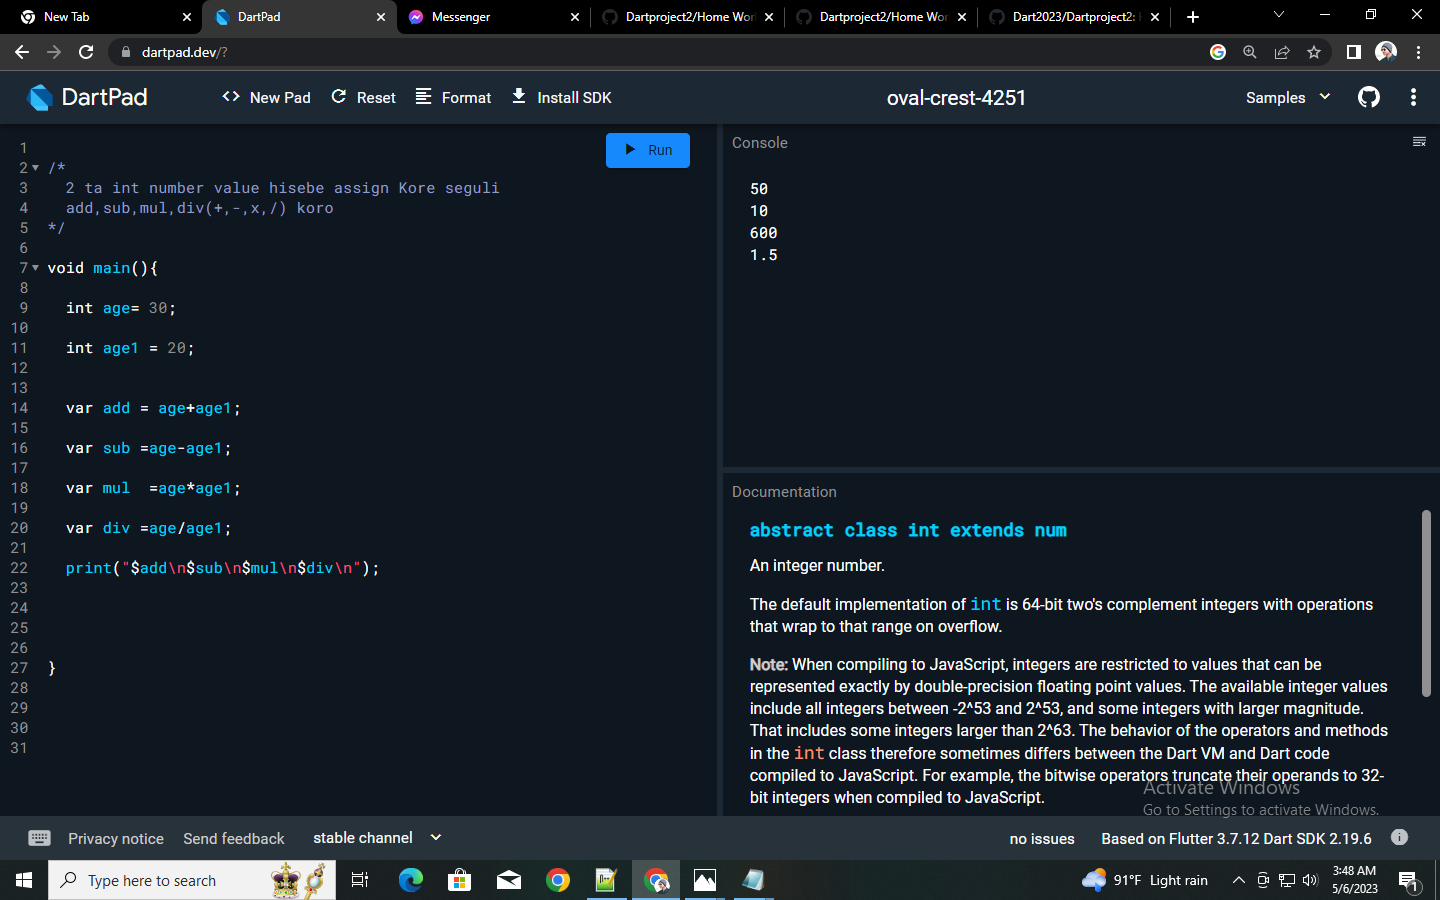 New Tab
DartPad
Messenger
Dartproject2/Home Wor
Dartproject2/Home Wor
Dart2023/Dartproject2:
dartpad.dev/?
DartPad
<> New Pad
Reset
Format
Install SDK
oval-crest-4251
Samples
Run
1
2 /*
3 2 ta int number value hisebe assign Kore seguli
4 add,sub,mul,div(+,-,x,/) koro
5 */
6
7 void main(){
8
9 int age= 30;
10
11 int age1 = 20;
12
13
14 var add = age+age1;
15
16 var sub =age-age1;
17
18 var mul  =age*age1;
19
20 var div =age/age1;
21
22 print("$add\n$sub\n$mul\n$div\n");
23
24
25
26
27 }
28
29
30
31
Console
50
10
600
1.5
Documentation
abstract class int extends num
An integer number.
The default implementation of int is 64-bit two's complement integers with operations
that wrap to that range on overflow.
Note: When compiling to JavaScript, integers are restricted to values that can be
represented exactly by double-precision floating point values. The available integer values
include all integers between -2^53 and 2^53, and some integers with larger magnitude.
That includes some integers larger than 2^63. The behavior of the operators and methods
in the int class therefore sometimes differs between the Dart VM and Dart code
compiled to JavaScript. For example, the bitwise operators truncate their operands to 32-
bit integers when compiled to JavaScript.
Activate Windows
Go to Settings to activate Windows.
Privacy notice
Send feedback
stable channel
no issues
Based on Flutter 3.7.12 Dart SDK 2.19.6
Type here to search
91°F Light rain
3:48 AM
5/6/2023
1